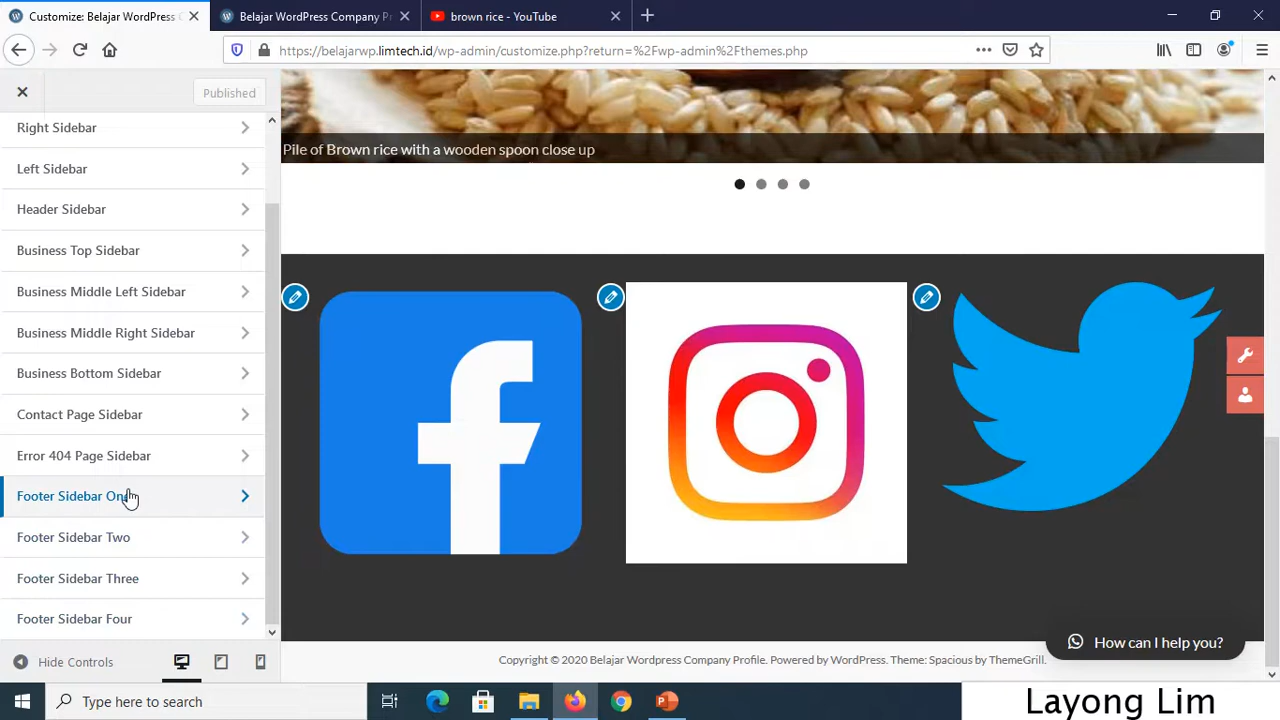 Customize: Belajar WordPress C
Belajar WordPress Company Pr
brown rice - YouTube
https://belajarwp.limtech.id/wp-admin/customize.php?return=%2Fwp-admin%2Fthemes.php
Published
Right Sidebar
Left Sidebar
Header Sidebar
Business Top Sidebar
Business Middle Left Sidebar
Business Middle Right Sidebar
Business Bottom Sidebar
Contact Page Sidebar
Error 404 Page Sidebar
Footer Sidebar One
Footer Sidebar Two
Footer Sidebar Three
Footer Sidebar Four
Hide Controls
Pile of Brown rice with a wooden spoon close up
How can I help you?
Copyright © 2020 Belajar Wordpress Company Profile. Powered by WordPress. Theme: Spacious by ThemeGrill.
Type here to search
Layong Lim